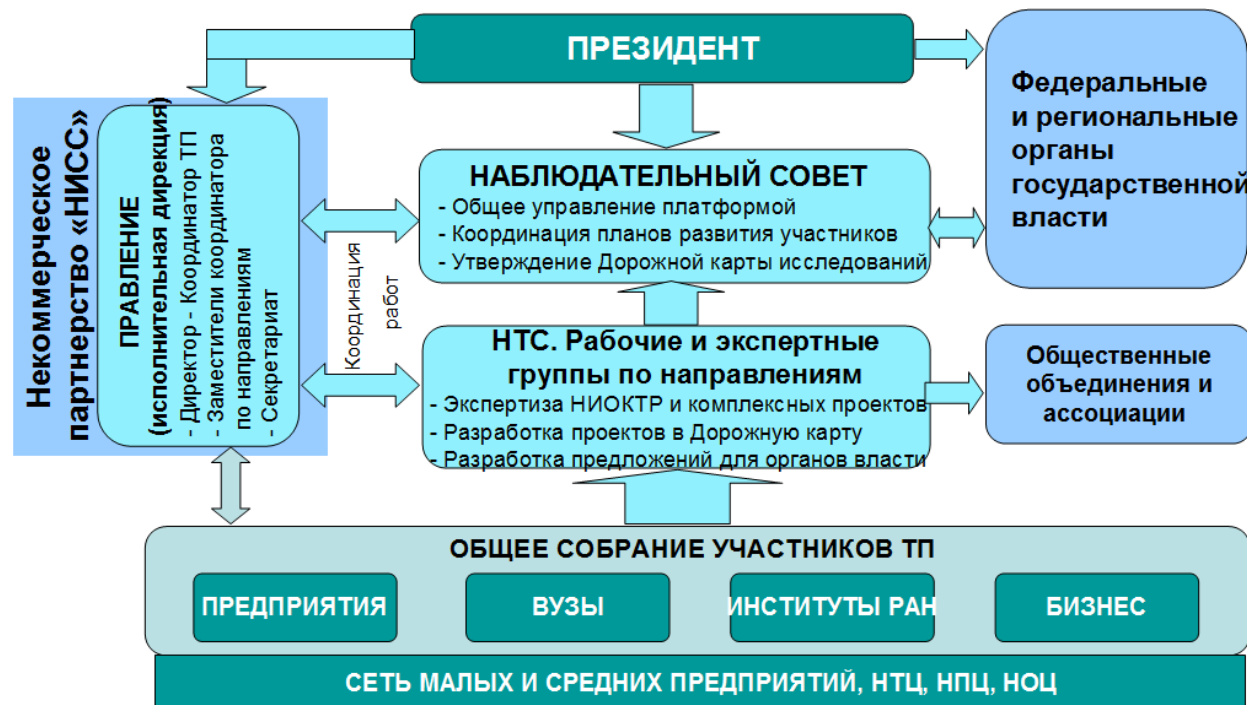 ПРЕЗИДЕНТ
Федеральные
и региональные
органы
государственной
власти
Некоммерческое
партнерство «НИСС»
ПРАВЛЕНИЕ
(исполнительная дирекция)
- Директор - Координатор ТП
- Заместители координатора
по направлениям
- Секретариат
НАБЛЮДАТЕЛЬНЫЙ СОВЕТ
- Общее управление платформой
- Координация планов развития участников
- Утверждение Дорожной карты исследований
Координация
работ
НТС. Рабочие и экспертные
группы по направлениям
- Экспертиза НИОКТР и комплексных проектов
- Разработка проектов в Дорожную карту
- Разработка предложений для органов власти
Общественные
объединения и
ассоциации
ОБЩЕЕ СОБРАНИЕ УЧАСТНИКОВ ТП
ПРЕДПРИЯТИЯ
ВУЗЫ
ИНСТИТУТЫ РАН
БИЗНЕС
СЕТЬ МАЛЫХ И СРЕДНИХ ПРЕДПРИЯТИЙ, НТЦ, НПЦ, НОЦ